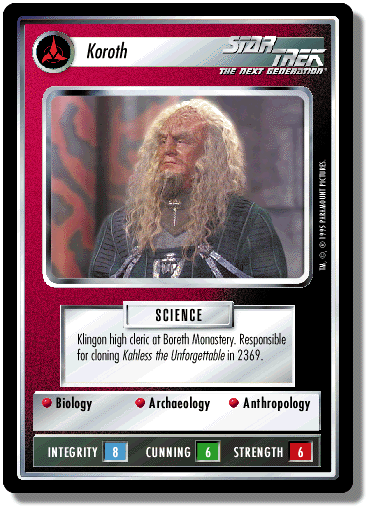 Koroth
STAR TREK
THE NEXT GENERATION®
TM, ©, ® 1995 PARAMOUNT PICTURES.
SCIENCE
Klingon high cleric at Boreth Monastery. Responsible
for cloning Kahless the Unforgettable in 2369.
Biology Archaeology Anthropology
INTEGRITY 8 CUNNING 6 STRENGTH 6